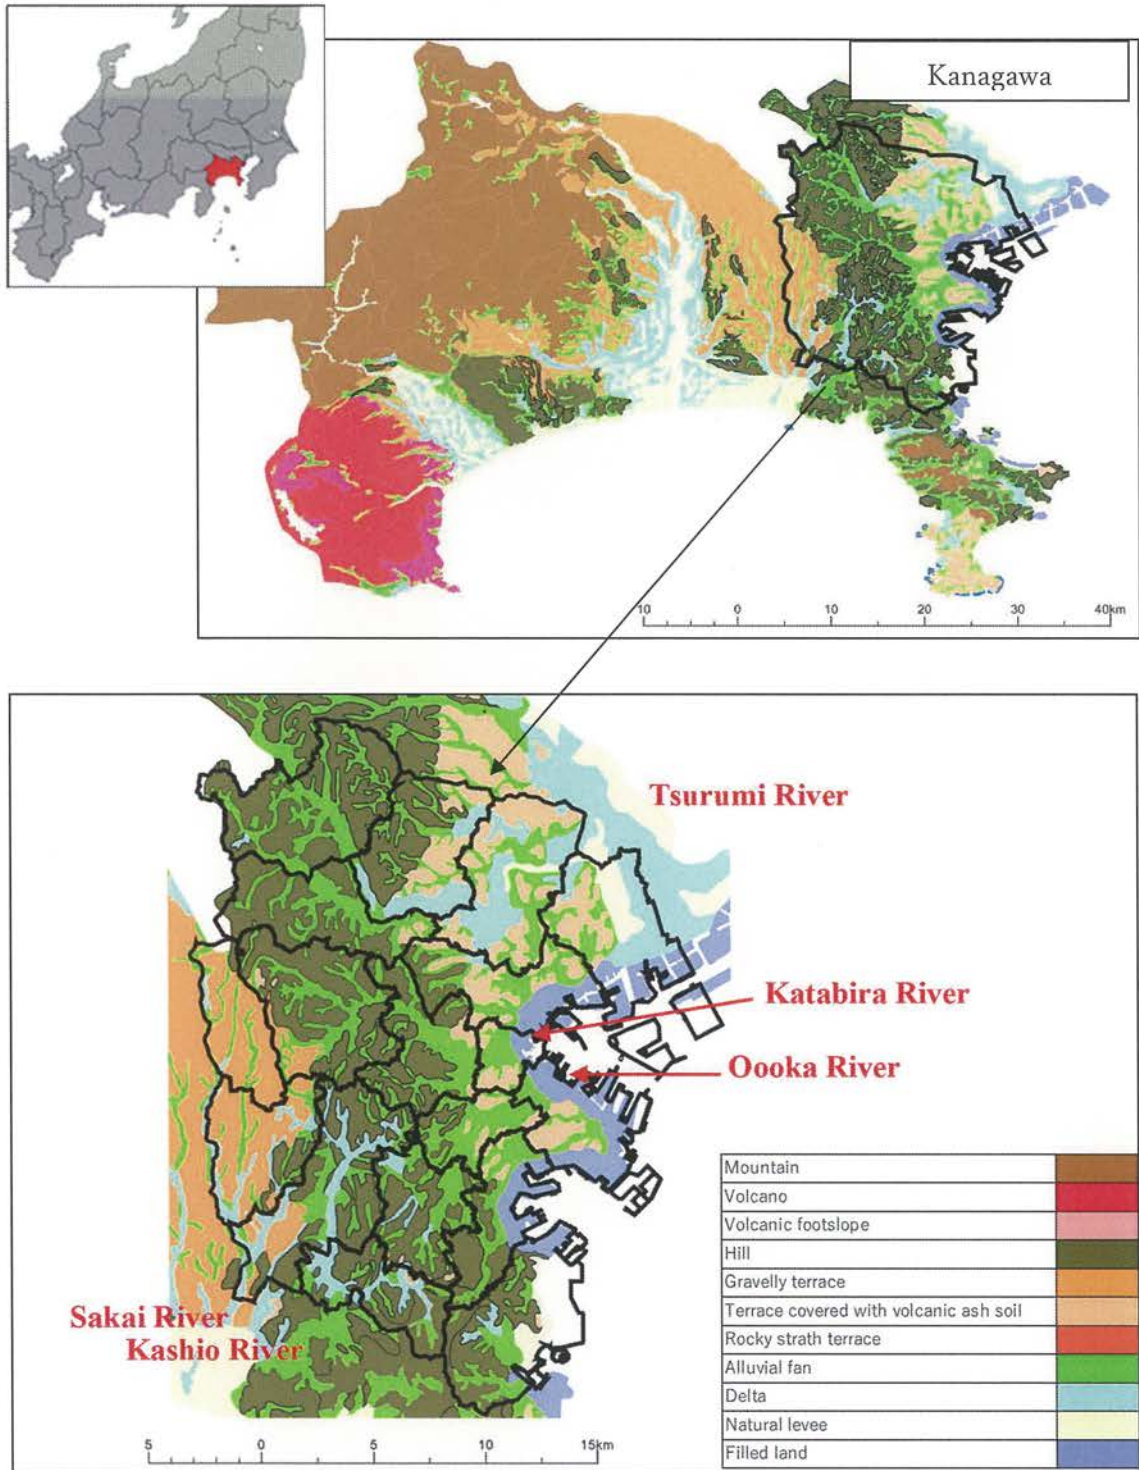 Kanagawa
10 0 10 20 30 40km
Tsurumi River
Katabira River
Oooka River
Sakai River
Kashio River
Mountain
Volcano
Volcanic footslope
Hill
Gravelly terrace
Terrace covered with volcanic ash soil
Rocky strath terrace
Alluvial fan
Delta
Natural levee
Filled land
5 0 5 10 15km